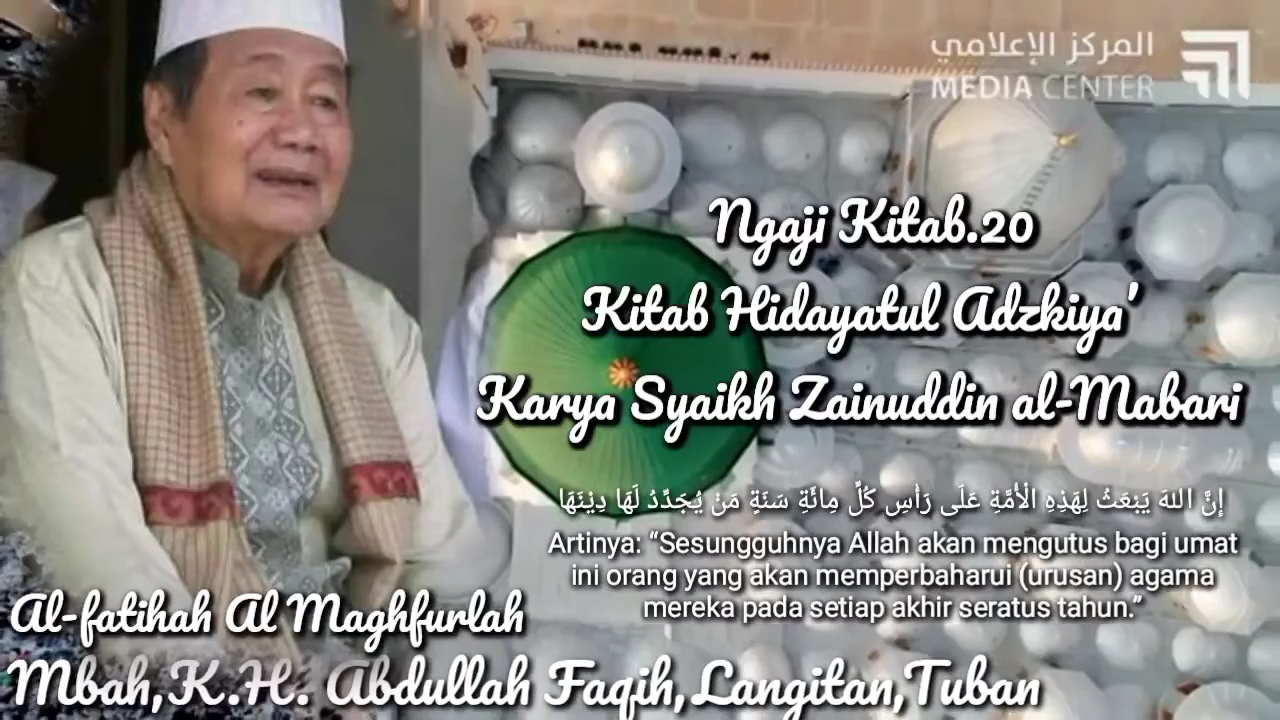 المركز الإعلامي
MEDIA CENTER
Ngaji Kitab.20
Kitab Hidayatul Adzkiya'
Karya Syaikh Zainuddin al-Mabari
إِنَّ اللهَ يَبْعَثُ لِهَذِهِ الْأُمَّةِ عَلَى رَأْسِ كُلِّ مِائَةِ سَنَةٍ مَنْ يُجَدِّدُ لَهَا دِيْنَهَا
Artinya: “Sesungguhnya Allah akan mengutus bagi umat
ini orang yang akan memperbaharui (urusan) agama
mereka pada setiap akhir seratus tahun.”
Al-fatihah Al Maghfurlah
Mbah,K.H. Abdullah Faqih,Langitan,Tuban